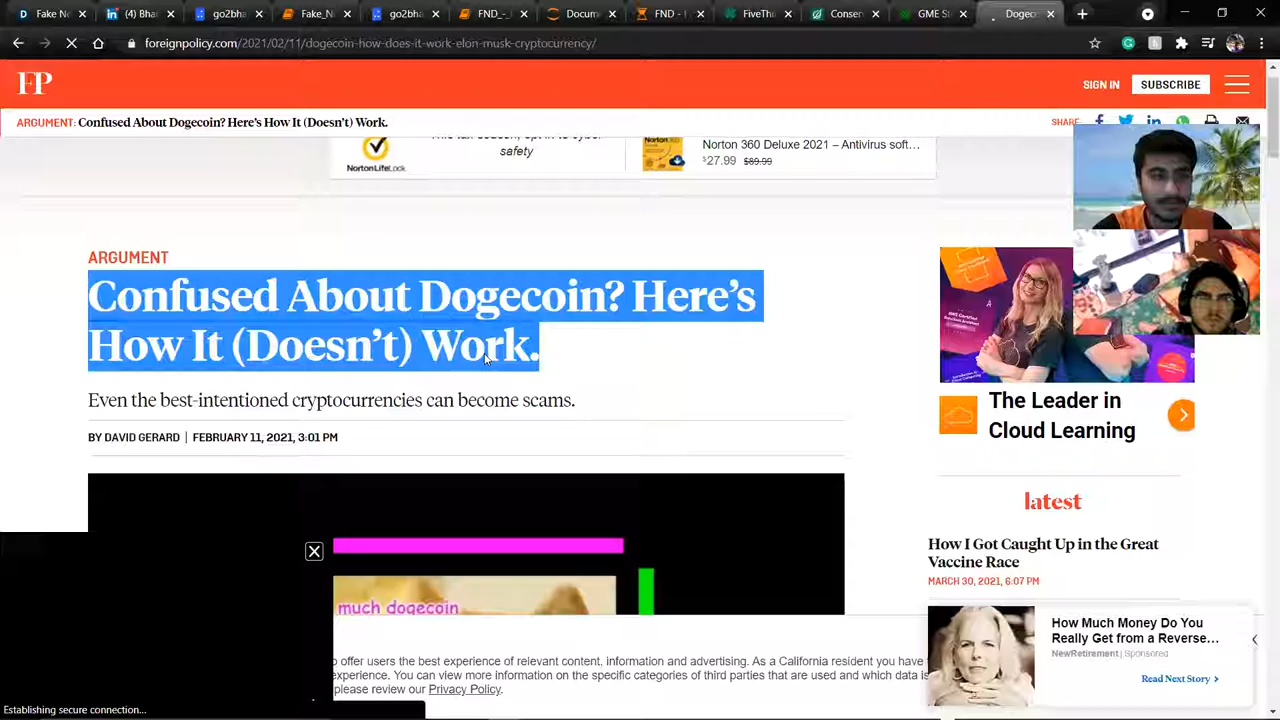 Fake Ne
(4) Bha
go2bha
Fake_N
go2bha
FND_-_
Docum
FND - F
FiveThi
Conser
GME St
Dogec
foreignpolicy.com/2021/02/11/dogecoin-how-does-it-work-elon-musk-cryptocurrency/
FP
SIGN IN
SUBSCRIBE
ARGUMENT: Confused About Dogecoin? Here's How It (Doesn't) Work.
SHARE
safety
NortonLifeLock
Norton 360 Deluxe 2021 – Antivirus soft...
$27.99 $89.99
ARGUMENT
Confused About Dogecoin? Here's
How It (Doesn't) Work.
Even the best-intentioned cryptocurrencies can become scams.
BY DAVID GERARD | FEBRUARY 11, 2021, 3:01 PM
much dogecoin
The Leader in
Cloud Learning
latest
How I Got Caught Up in the Great
Vaccine Race
MARCH 30, 2021, 6:07 PM
How Much Money Do You
Really Get from a Reverse...
NewRetirement | Sponsored
Read Next Story
o offer users the best experience of relevant content, information and advertising. As a California resident you have
experience. You can view more information on the specific categories of third parties that are used and which data is
please review our Privacy Policy.
Establishing secure connection...